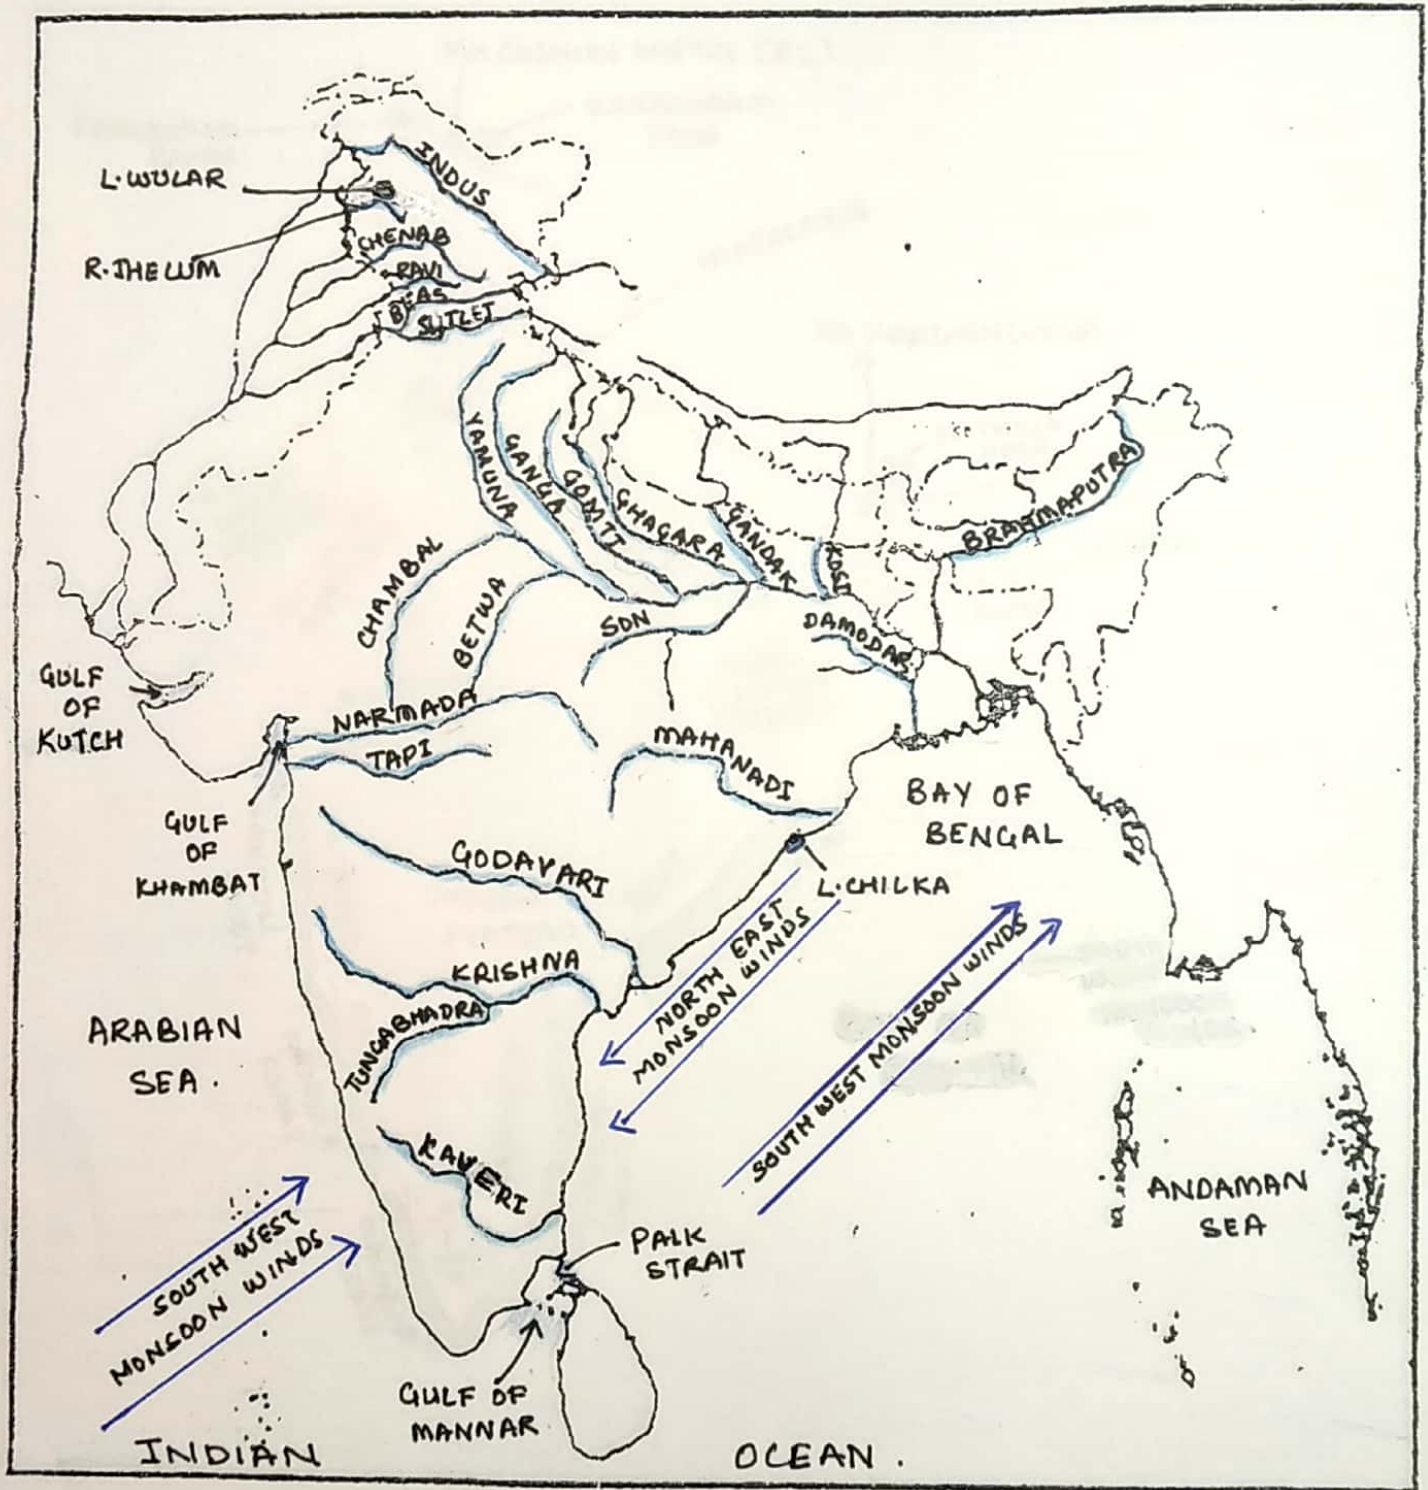 INDUS
L.WULAR
CHENAB
R.JHELUM
RAVI
BEAS
SUTLEJ
YAMUNA
GANGA
GOMTI
GHAGARA
GANDAK
KOSI
BRAHMAPUTRA
CHAMBAL
BETWA
SON
DAMODAR
GULF
OF
KUTCH
NARMADA
TAPI
MAHANADI
BAY OF
BENGAL
GULF
OF
KHAMBAT
GODAVARI
L.CHILKA
NORTH EAST
MONSOON WINDS
SOUTH WEST MONSOON WINDS
KRISHNA
TUNGABHADRA
ARABIAN
SEA.
KAVERI
ANDAMAN
SEA
SOUTH WEST
MONSOON WINDS
PALK
STRAIT
GULF OF
MANNAR
INDIAN OCEAN.